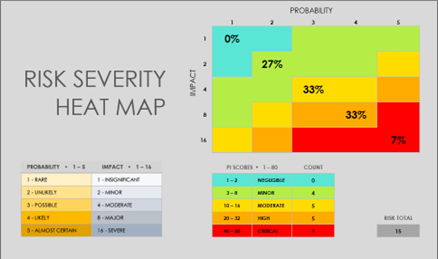 RISK SEVERITY
HEAT MAP
PROBABILITY
1 2 3 4 5
IMPACT
1 0%
2 27%
4 33%
8 33%
16 7%
PROBABILITY • 1 – 5 IMPACT • 1 – 16
1 - RARE 1 - INSIGNIFICANT
2 - UNLIKELY 2 - MINOR
3 - POSSIBLE 4 - MODERATE
4 - LIKELY 8 - MAJOR
5 - ALMOST CERTAIN 16 - SEVERE
PI SCORES • 1 – 80 COUNT
1 – 2 NEGLIGIBLE 0
3 – 8 MINOR 4
10 – 16 MODERATE 5
20 – 32 HIGH 5
CRITICAL 1
RISK TOTAL
15